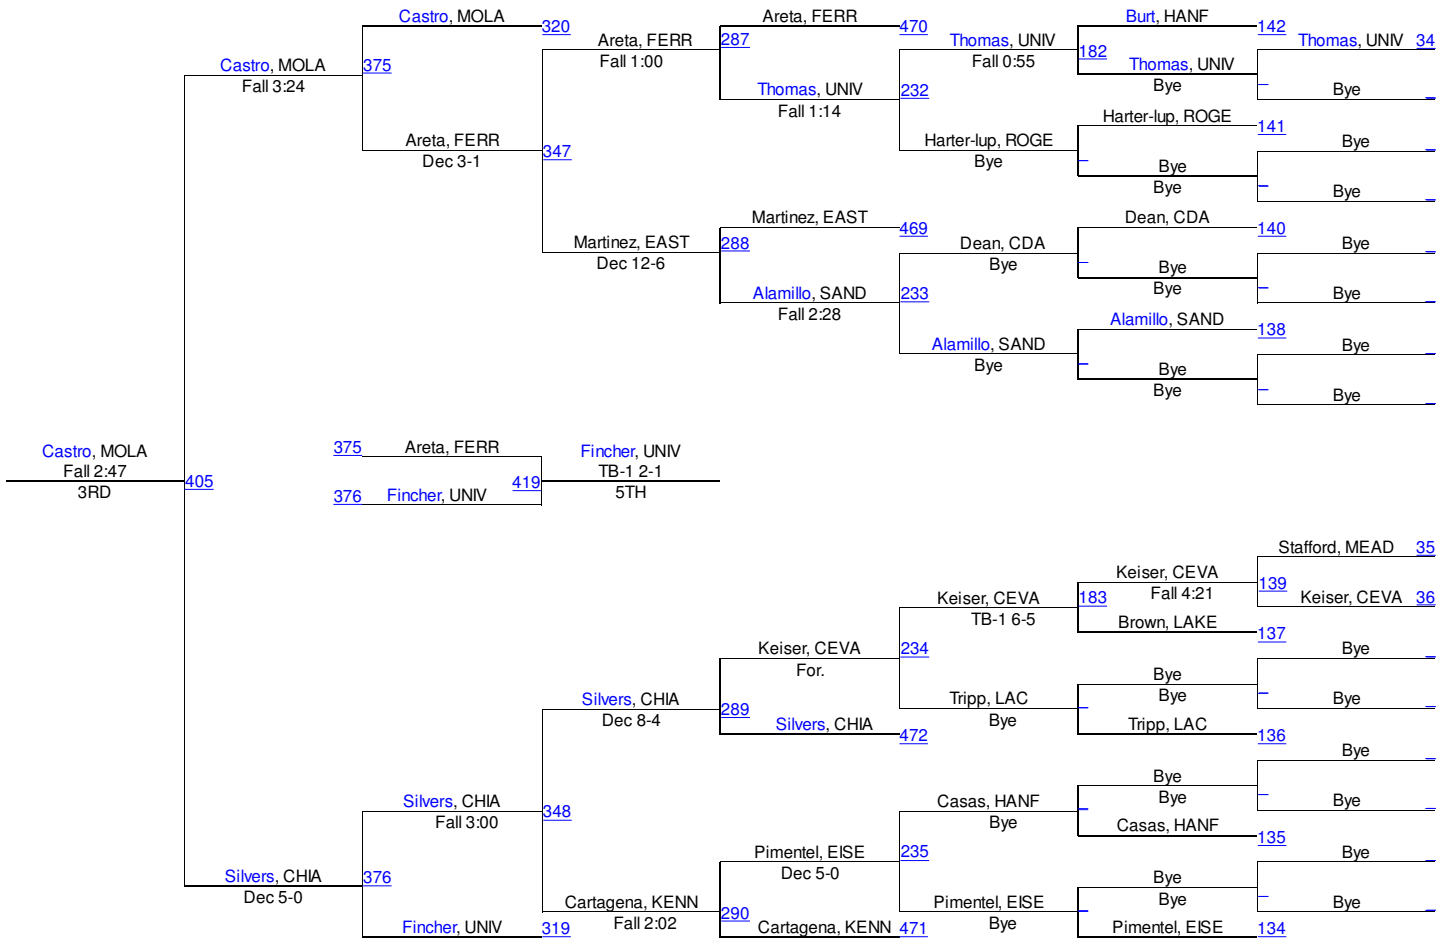 Castro, MOLA
320
Areta, FERR
470
Burt, HANF
142
Areta, FERR
287
Thomas, UNIV
Thomas, UNIV
34
Castro, MOLA
375
Fall 1:00
Fall 0:55
182
Thomas, UNIV
Fall 3:24
Thomas, UNIV
232
Bye
–
Bye
–
Fall 1:14
Harter-lup, ROGE
141
Areta, FERR
347
Harter-lup, ROGE
Bye
–
Dec 3-1
Bye
–
Bye
Bye
–
Bye
–
Martinez, EAST
469
Dean, CDA
140
Martinez, EAST
288
Dean, CDA
Bye
–
Dec 12-6
Bye
–
Bye
Alamillo, SAND
233
Bye
–
Bye
–
Fall 2:28
Alamillo, SAND
138
Alamillo, SAND
Bye
–
Bye
–
Bye
Bye
–
Bye
–
Castro, MOLA
375
Areta, FERR
Fincher, UNIV
Fall 2:47
405
419
TB-1 2-1
3RD
376
Fincher, UNIV
5TH
Stafford, MEAD
35
Keiser, CEVA
139
Keiser, CEVA
183
Fall 4:21
Keiser, CEVA
36
TB-1 6-5
Brown, LAKE
137
Keiser, CEVA
234
Bye
–
For.
Bye
Silvers, CHIA
289
Tripp, LAC
–
Bye
–
Bye
–
Dec 8-4
Silvers, CHIA
472
Bye
Tripp, LAC
136
Bye
–
Bye
Silvers, CHIA
348
Casas, HANF
–
Bye
–
Bye
–
Fall 3:00
Bye
Casas, HANF
135
Pimentel, EISE
235
Bye
–
Silvers, CHIA
376
Dec 5-0
Bye
Dec 5-0
Cartagena, KENN
290
Pimentel, EISE
–
Bye
–
Bye
–
Fincher, UNIV
319
Fall 2:02
Cartagena, KENN
471
Bye
Pimentel, EISE
134